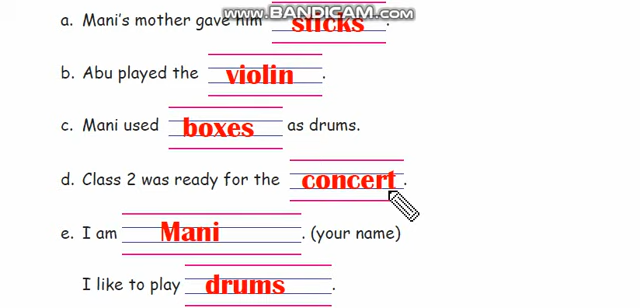 www.BANDICAM.com
a. Mani's mother gave him sticks.
b. Abu played the violin.
c. Mani used boxes as drums.
d. Class 2 was ready for the concert.
e. I am Mani. (your name)
I like to play drums